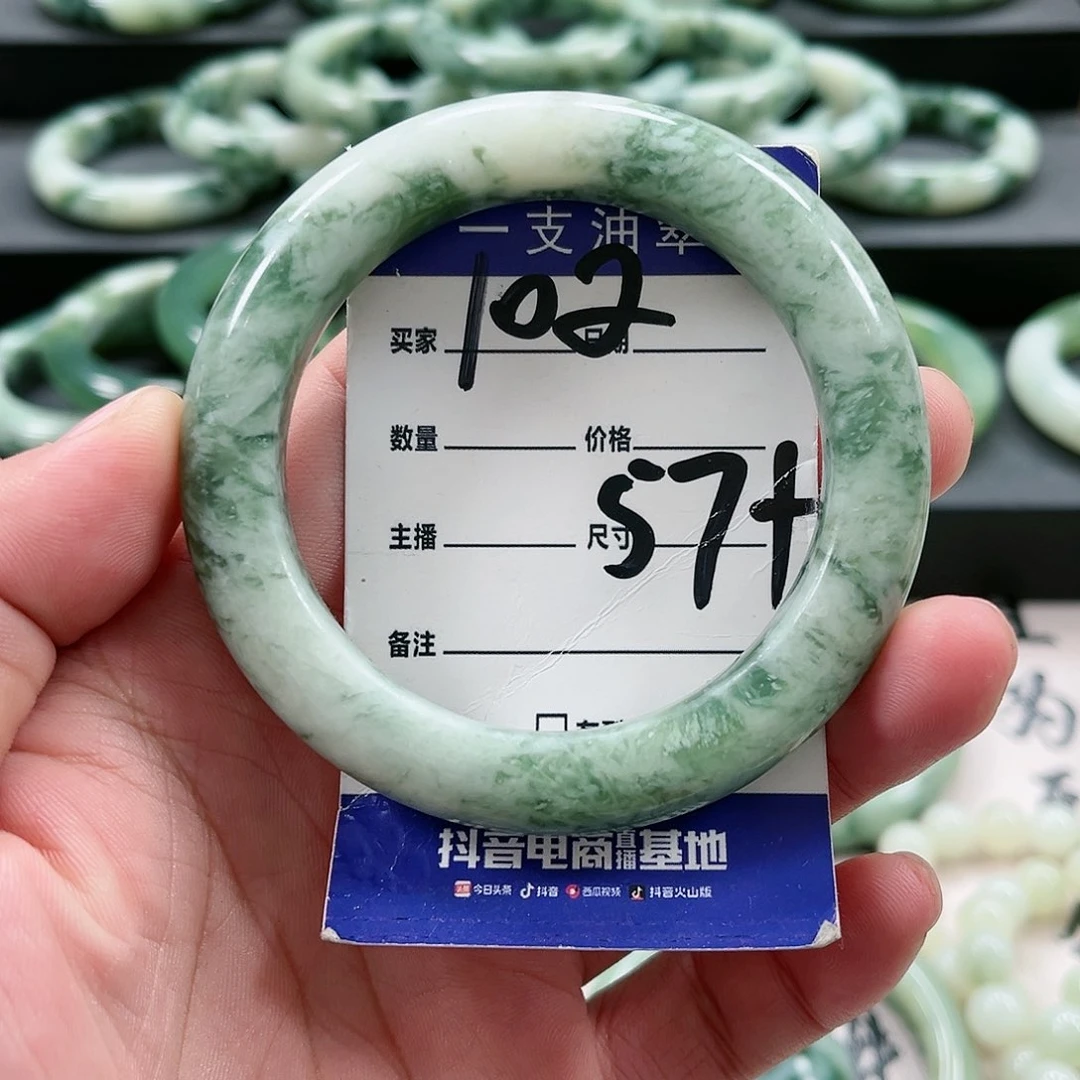 一支油翠
102
买家
数量 价格
主播 尺寸 57+
备注
抖音电商直播基地
今日头条 抖音 西瓜视频 抖音火山版
为